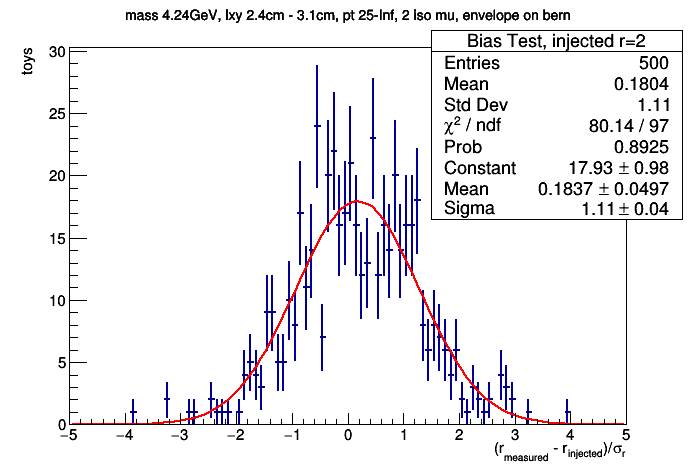 mass 4.24GeV, lxy 2.4cm - 3.1cm, pt 25-Inf, 2 Iso mu, envelope on bern
Bias Test, injected r=2
Entries 500
Mean 0.1804
Std Dev 1.11
χ² / ndf 80.14 / 97
Prob 0.8925
Constant 17.93 ± 0.98
Mean 0.1837 ± 0.0497
Sigma 1.11 ± 0.04
toys
30
25
20
15
10
5
0
−5 −4 −3 −2 −1 0 1 2 3 4 5
(r_measured - r_injected)/σ_r